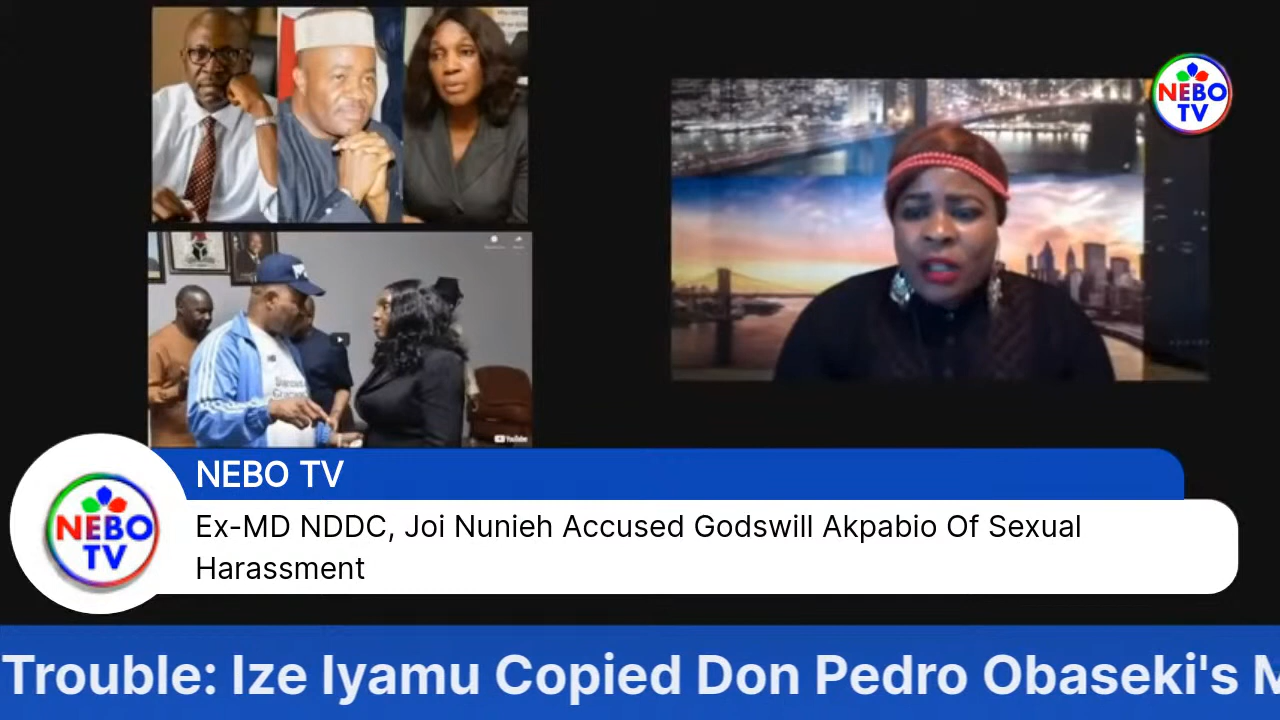 NEBO
TV
YouTube
NEBO TV
NEBO
TV
Ex-MD NDDC, Joi Nunieh Accused Godswill Akpabio Of Sexual
Harassment
Trouble: Ize Iyamu Copied Don Pedro Obaseki's M